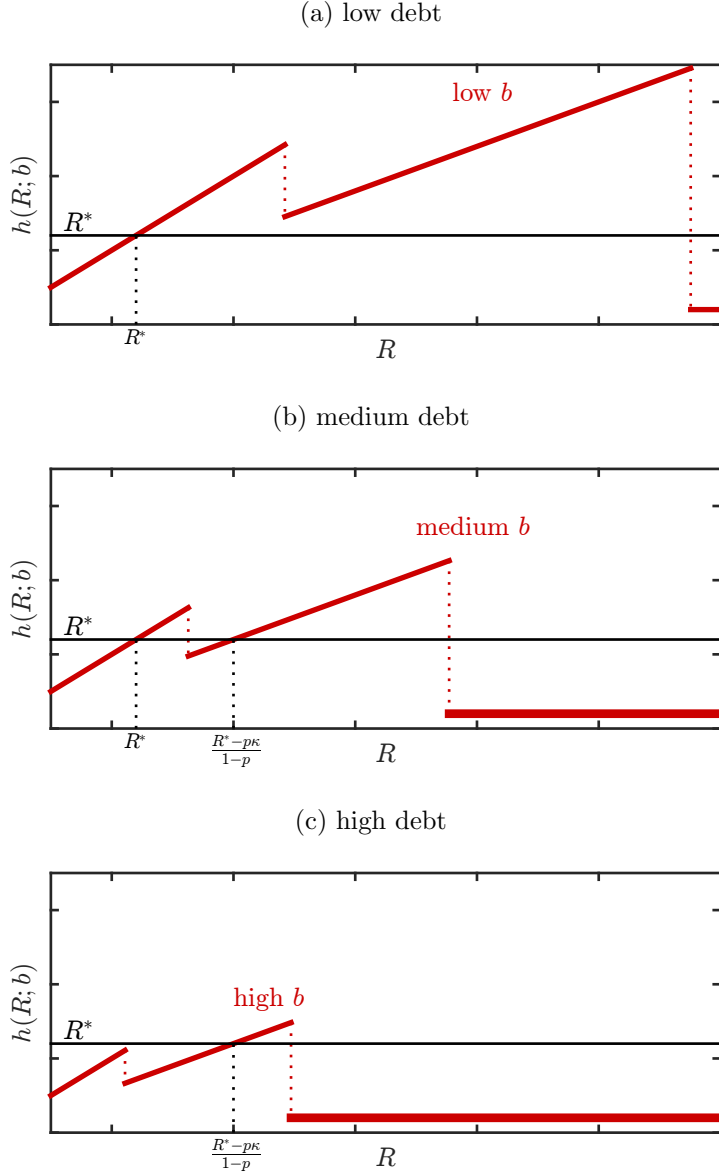 (a) low debt
low b
h(R; b)
R*
R*
R
(b) medium debt
medium b
h(R; b)
R*
R*
R*−pκ
1−p
R
(c) high debt
high b
h(R; b)
R*
R*−pκ
1−p
R